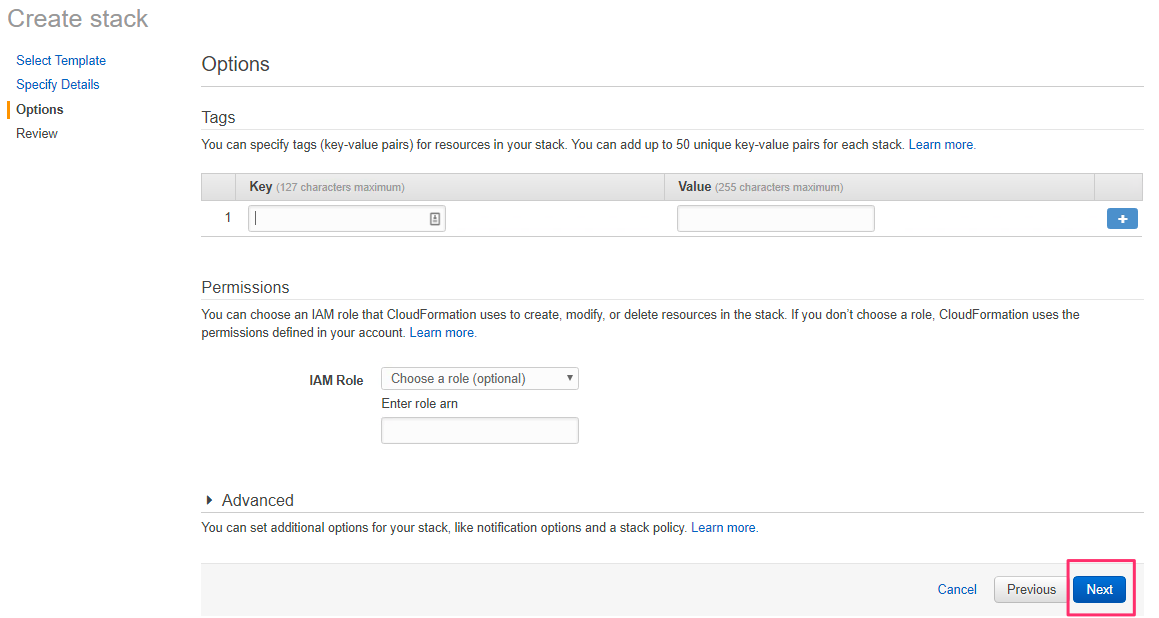 Create stack
Select Template
Specify Details
Options
Review
Options
Tags
You can specify tags (key-value pairs) for resources in your stack. You can add up to 50 unique key-value pairs for each stack. Learn more.
Key (127 characters maximum) Value (255 characters maximum)
1 +
Permissions
You can choose an IAM role that CloudFormation uses to create, modify, or delete resources in the stack. If you don't choose a role, CloudFormation uses the
permissions defined in your account. Learn more.
IAM Role Choose a role (optional)
Enter role arn
Advanced
You can set additional options for your stack, like notification options and a stack policy. Learn more.
Cancel Previous Next